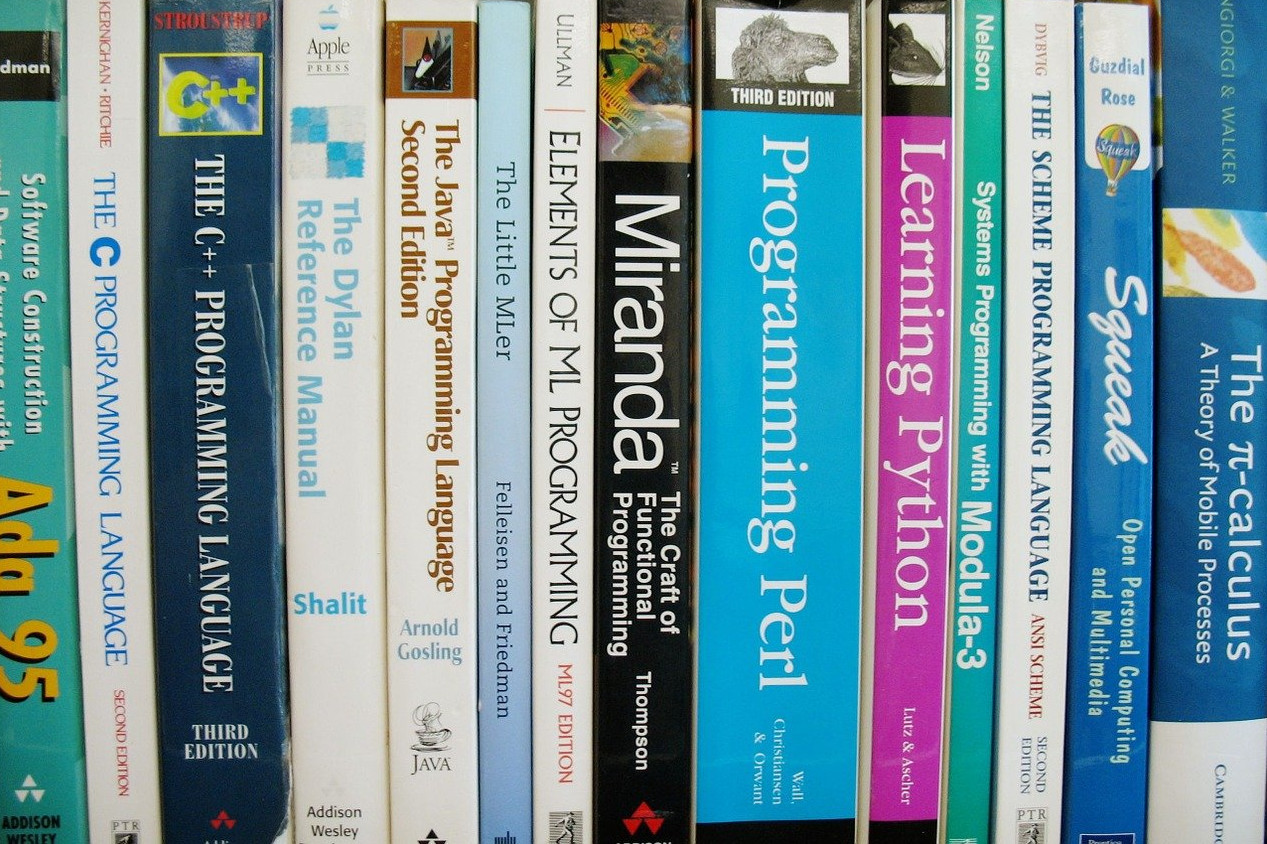 dman
Software Construction
and Data Structures with
Ada 95
ADDISON
WESLEY
KERNIGHAN • RITCHIE
THE C PROGRAMMING LANGUAGE
SECOND EDITION
PTR
STROUSTRUP
C++
THE C++ PROGRAMMING LANGUAGE
THIRD
EDITION
Apple
PRESS
The Dylan
Reference Manual
Shalit
Addison
Wesley
The Java™ Programming Language
Second Edition
Arnold
Gosling
JAVA
The Little MLer
Felleisen and Friedman
ULLMAN
ELEMENTS OF ML PROGRAMMING
ML97 EDITION
Miranda™
The Craft of
Functional
Programming
Thompson
THIRD EDITION
Programming Perl
Wall,
Christiansen
& Orwant
Learning Python
Lutz & Ascher
Nelson
Systems Programming with Modula-3
DYBVIG
THE SCHEME PROGRAMMING LANGUAGE
ANSI SCHEME
SECOND
EDITION
PTR
Guzdial
Rose
Squeak
Squeak
Open Personal Computing
and Multimedia
NGIORGI & WALKER
The π-calculus
A Theory of Mobile Processes
CAMBRIDG